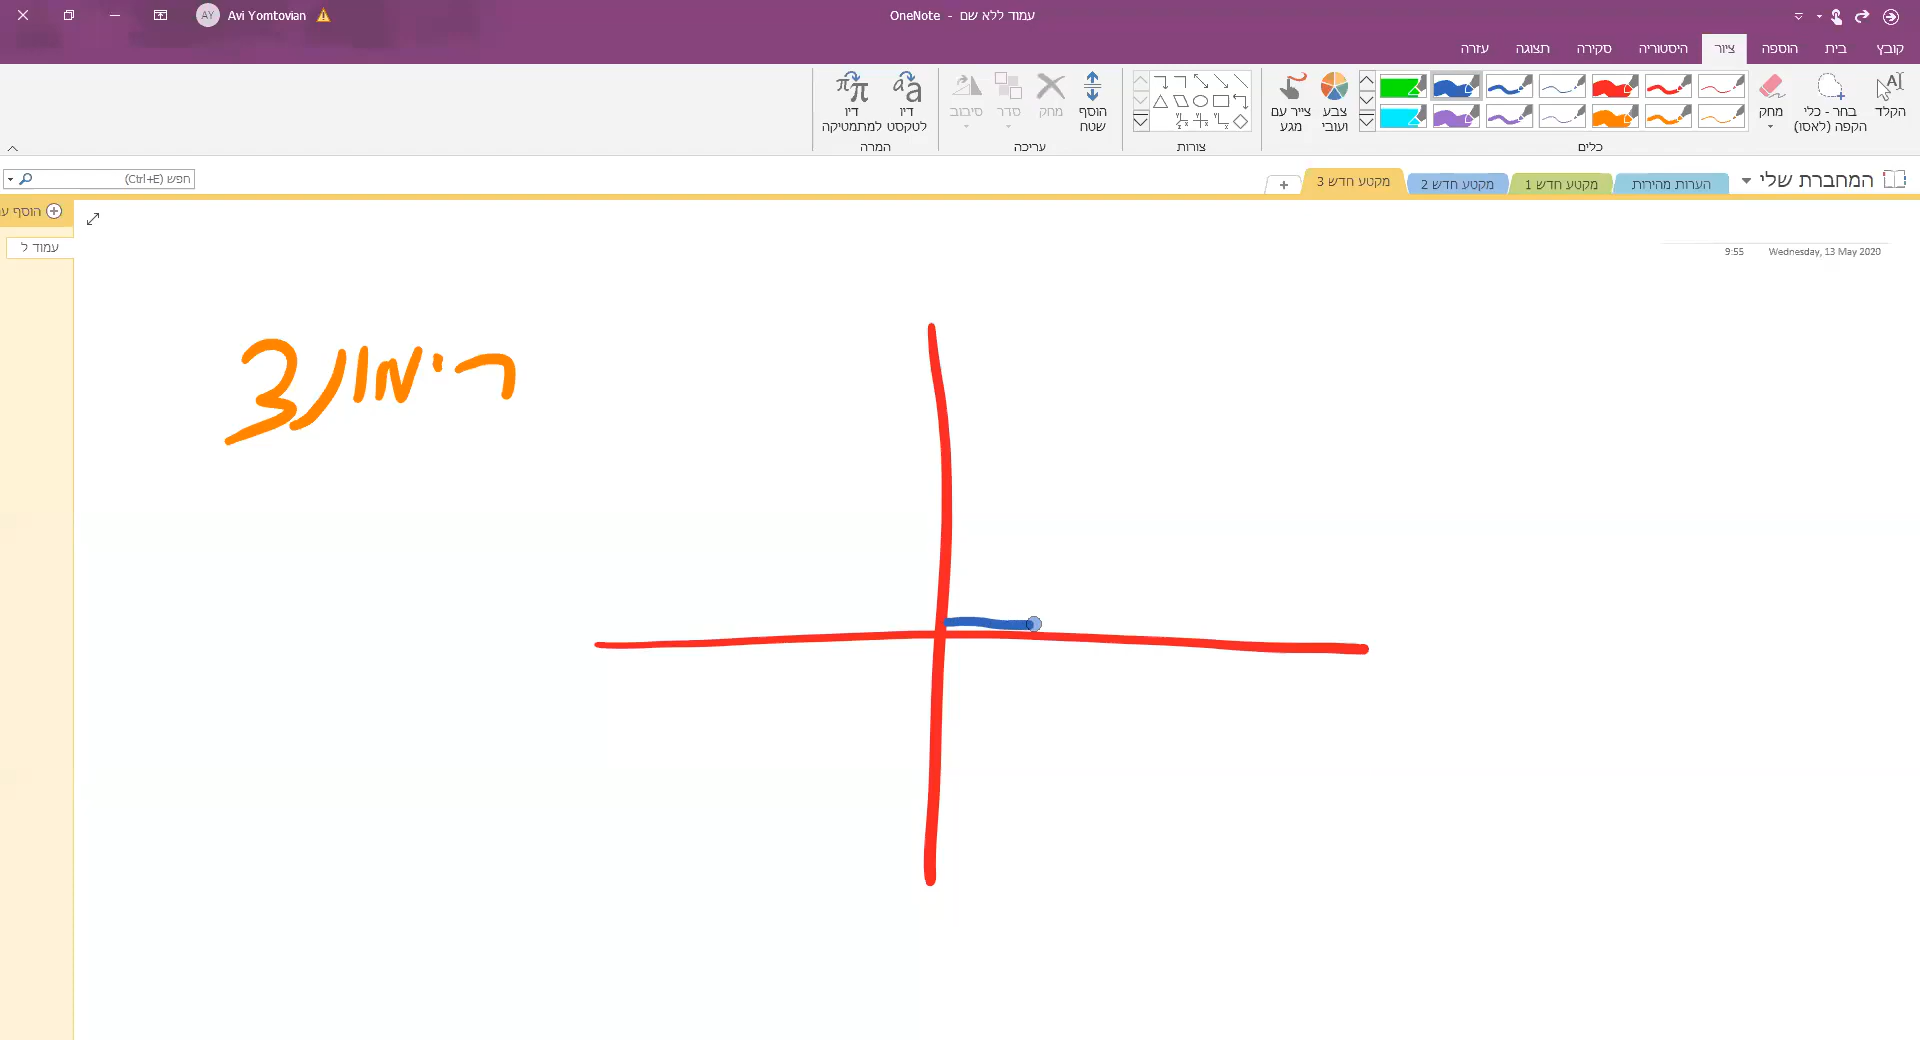 Avi Yomtovian
AY
עמוד ללא שם - OneNote
קובץ
בית
הוספה
ציור
היסטוריה
סקירה
תצוגה
עזרה
הקלד
בחר - כלי הקפה (לאסו)
מחק
כלים
צבע ועובי
צייר עם מגע
צורות
הוסף שטח
מחק
סדר
סיבוב
עריכה
דיו לטקסט
דיו למתמטיקה
המרה
המחברת שלי
הערות מהירות
מקטע חדש 1
מקטע חדש 2
מקטע חדש 3
חפש (Ctrl+E)
הוסף
עמוד ל
Wednesday, 13 May 2020
9:55